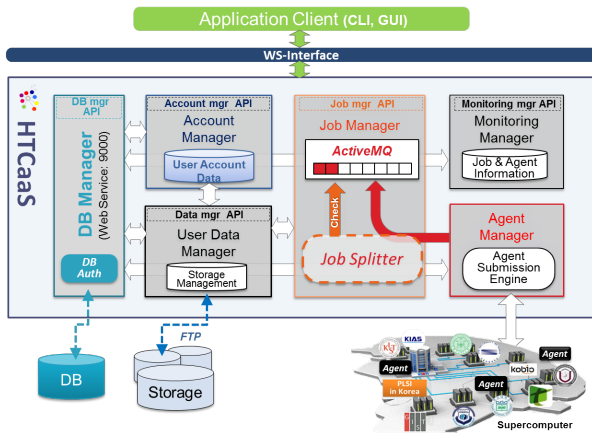 Application Client (CLI, GUI)
WS-Interface
HTCaaS
DB mgr
API
DB Manager
(Web Service: 9000)
DB
Auth
Account mgr API
Account
Manager
User Account
Data
Data mgr API
User Data
Manager
Storage
Management
Job mgr API
Job Manager
ActiveMQ
Check
Job Splitter
Monitoring mgr API
Monitoring
Manager
Job & Agent
Information
Agent
Manager
Agent
Submission
Engine
FTP
DB
Storage
KIAS
Agent
PLSI
in Korea
Agent
kobio
Agent
Supercomputer